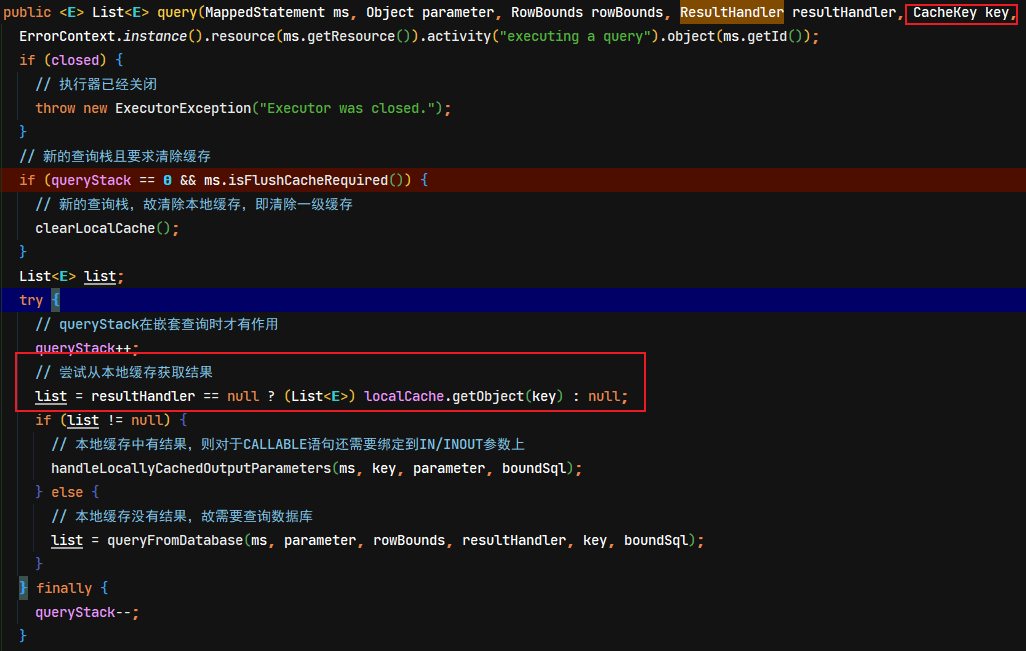 public <E> List<E> query(MappedStatement ms, Object parameter, RowBounds rowBounds, ResultHandler resultHandler, CacheKey key,
ErrorContext.instance().resource(ms.getResource()).activity("executing a query").object(ms.getId());
if (closed) {
// 执行器已经关闭
throw new ExecutorException("Executor was closed.");
}
// 新的查询栈且要求清除缓存
if (queryStack == 0 && ms.isFlushCacheRequired()) {
// 新的查询栈，故清除本地缓存，即清除一级缓存
clearLocalCache();
}
List<E> list;
try {
// queryStack在嵌套查询时才有作用
queryStack++;
// 尝试从本地缓存获取结果
list = resultHandler == null ? (List<E>) localCache.getObject(key) : null;
if (list != null) {
// 本地缓存中有结果，则对于CALLABLE语句还需要绑定到IN/INOUT参数上
handleLocallyCachedOutputParameters(ms, key, parameter, boundSql);
} else {
// 本地缓存没有结果，故需要查询数据库
list = queryFromDatabase(ms, parameter, rowBounds, resultHandler, key, boundSql);
}
} finally {
queryStack--;
}